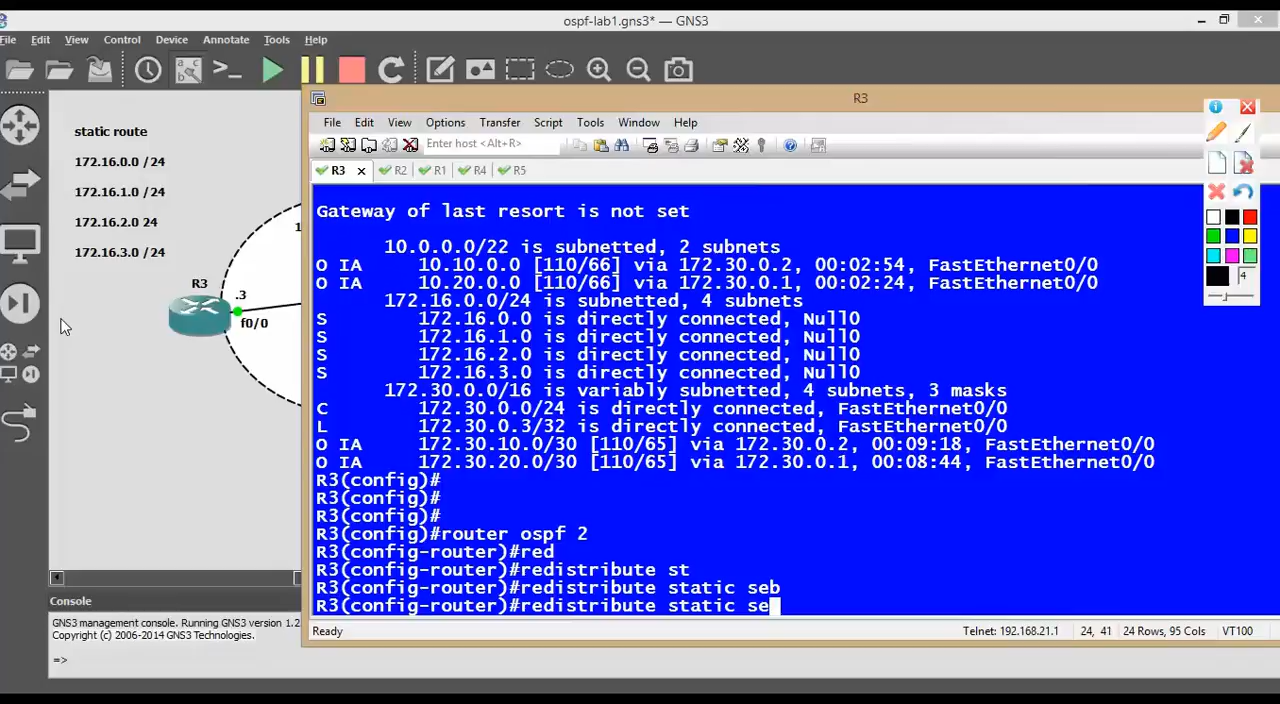 ospf-lab1.gns3* — GNS3
File Edit View Control Device Annotate Tools Help
static route
172.16.0.0 /24
172.16.1.0 /24
172.16.2.0 24
172.16.3.0 /24
1
R3
.3
f0/0
R3
File Edit View Options Transfer Script Tools Window Help
Enter host <Alt+R>
R3 R2 R1 R4 R5
Gateway of last resort is not set
10.0.0.0/22 is subnetted, 2 subnets
O IA 10.10.0.0 [110/66] via 172.30.0.2, 00:02:54, FastEthernet0/0
O IA 10.20.0.0 [110/66] via 172.30.0.1, 00:02:24, FastEthernet0/0
172.16.0.0/24 is subnetted, 4 subnets
S 172.16.0.0 is directly connected, Null0
S 172.16.1.0 is directly connected, Null0
S 172.16.2.0 is directly connected, Null0
S 172.16.3.0 is directly connected, Null0
172.30.0.0/16 is variably subnetted, 4 subnets, 3 masks
C 172.30.0.0/24 is directly connected, FastEthernet0/0
L 172.30.0.3/32 is directly connected, FastEthernet0/0
O IA 172.30.10.0/30 [110/65] via 172.30.0.2, 00:09:18, FastEthernet0/0
O IA 172.30.20.0/30 [110/65] via 172.30.0.1, 00:08:44, FastEthernet0/0
R3(config)#
R3(config)#
R3(config)#
R3(config)#router ospf 2
R3(config-router)#red
R3(config-router)#redistribute st
R3(config-router)#redistribute static seb
R3(config-router)#redistribute static se
Ready Telnet: 192.168.21.1 24, 41 24 Rows, 95 Cols VT100
4
Console
GNS3 management console. Running GNS3 version 1.2
Copyright (c) 2006-2014 GNS3 Technologies.
=>